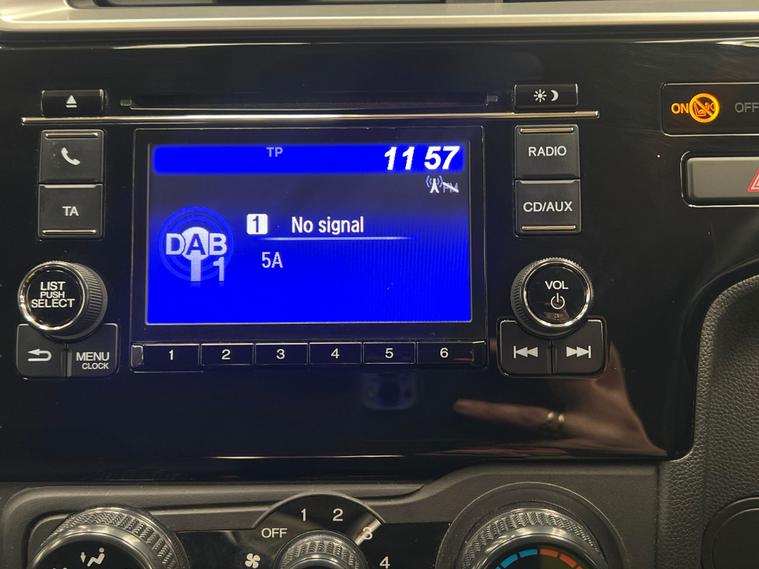 ON
OFF
TP
11 57
FM
RADIO
TA
CD/AUX
1 No signal
DAB
1
5A
LIST
PUSH
SELECT
VOL
MENU
CLOCK
1 2 3 4 5 6
OFF
1 2 3 4